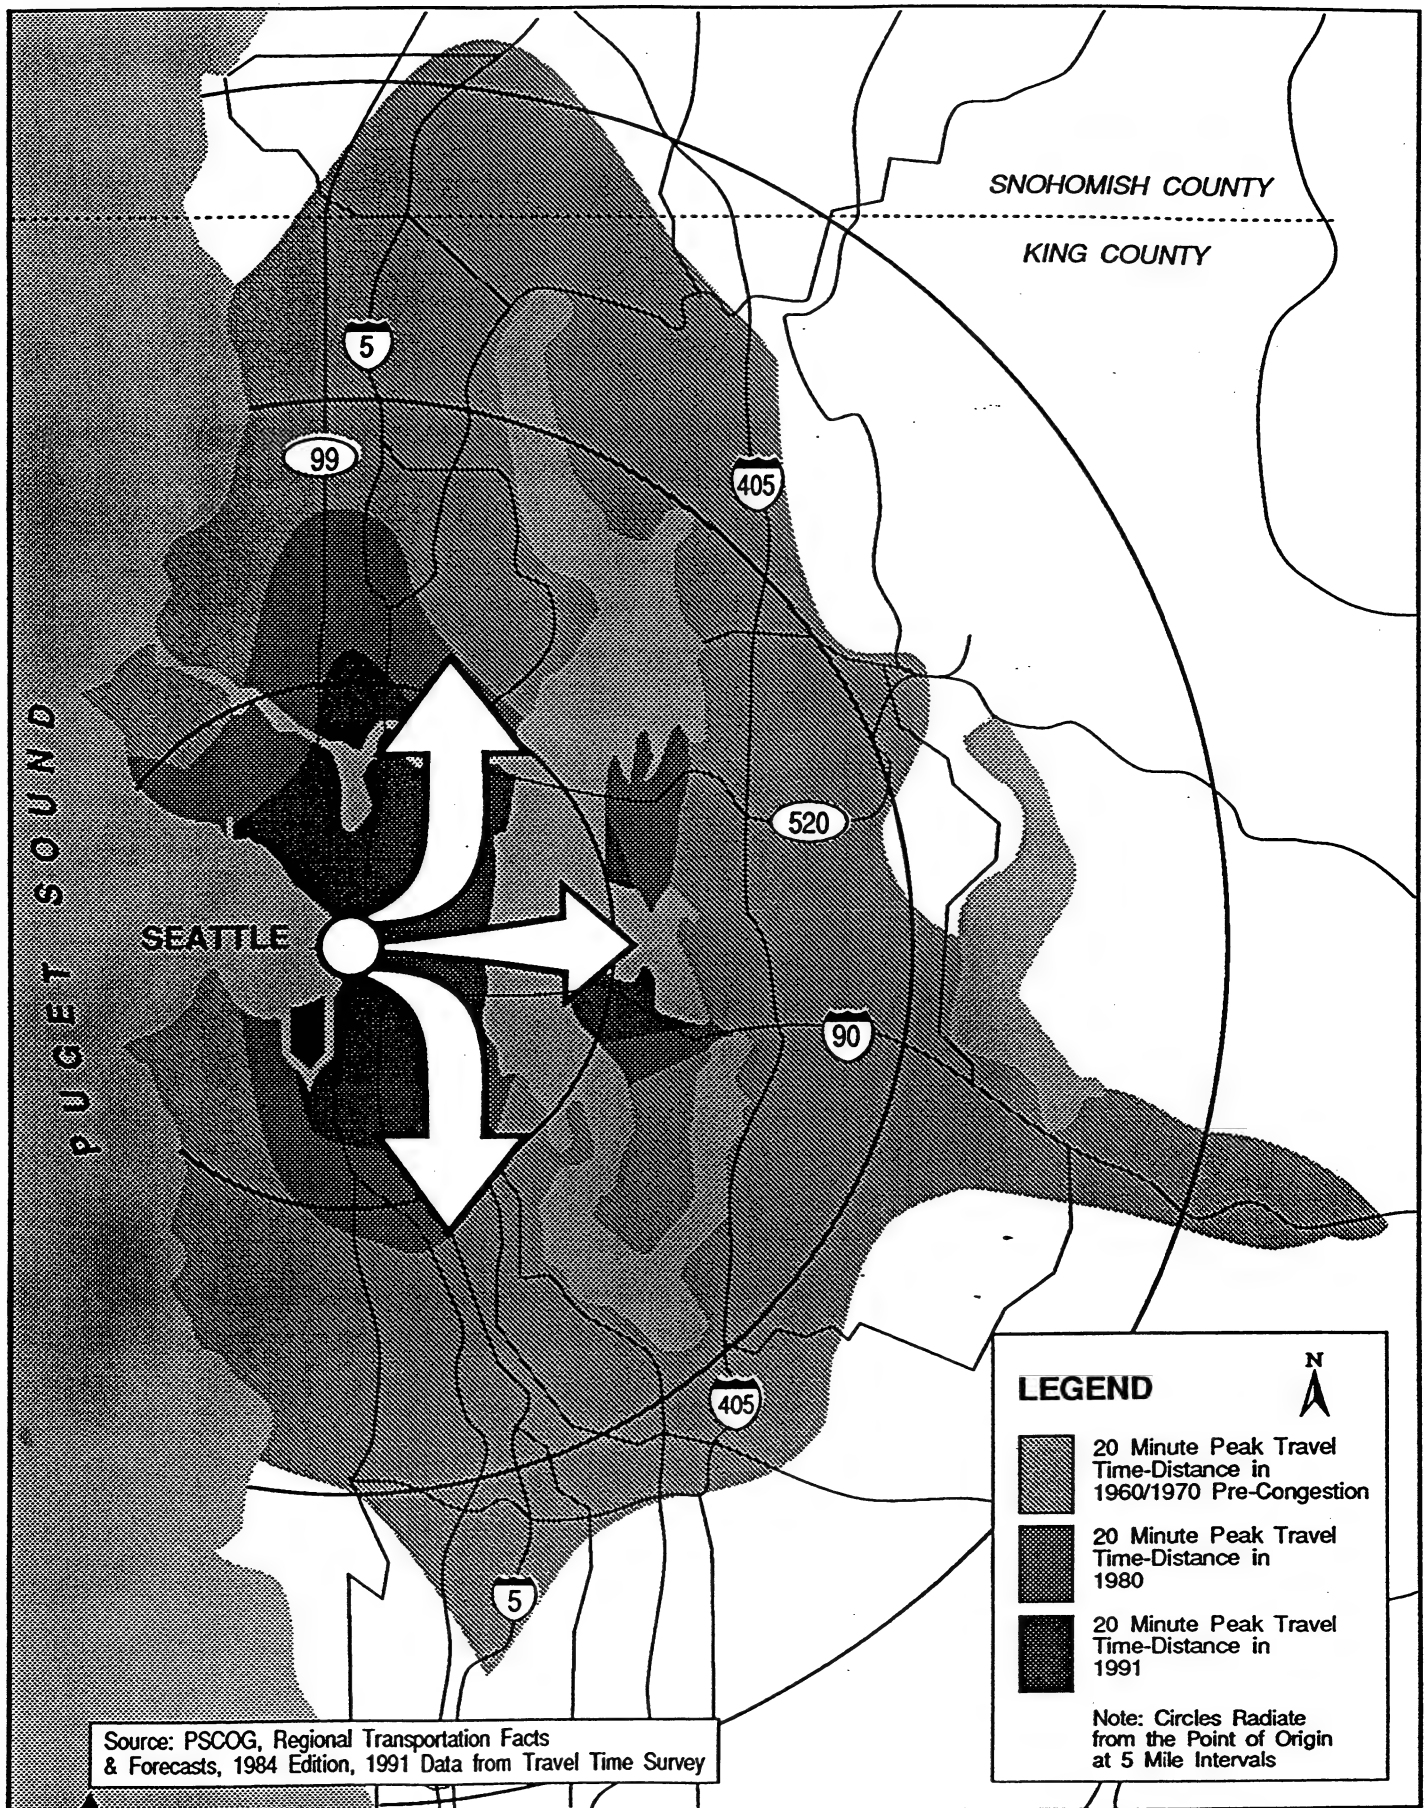 SNOHOMISH COUNTY
KING COUNTY
5
99
405
520
PUGET SOUND
SEATTLE
90
405
5
N
LEGEND
20 Minute Peak Travel
Time-Distance in
1960/1970 Pre-Congestion
20 Minute Peak Travel
Time-Distance in
1980
20 Minute Peak Travel
Time-Distance in
1991
Note: Circles Radiate
from the Point of Origin
at 5 Mile Intervals
Source: PSCOG, Regional Transportation Facts
& Forecasts, 1984 Edition, 1991 Data from Travel Time Survey